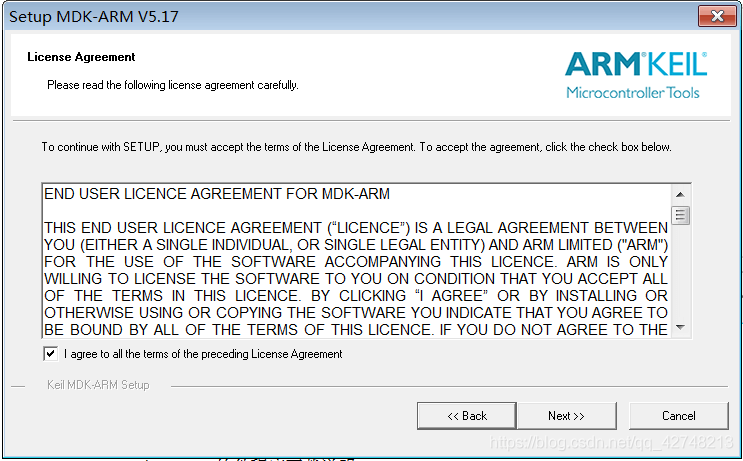 Setup MDK-ARM V5.17
License Agreement
Please read the following license agreement carefully.
ARM®KEIL®
Microcontroller Tools
To continue with SETUP, you must accept the terms of the License Agreement. To accept the agreement, click the check box below.
END USER LICENCE AGREEMENT FOR MDK-ARM
THIS END USER LICENCE AGREEMENT (“LICENCE”) IS A LEGAL AGREEMENT BETWEEN
YOU (EITHER A SINGLE INDIVIDUAL, OR SINGLE LEGAL ENTITY) AND ARM LIMITED ("ARM")
FOR THE USE OF THE SOFTWARE ACCOMPANYING THIS LICENCE. ARM IS ONLY
WILLING TO LICENSE THE SOFTWARE TO YOU ON CONDITION THAT YOU ACCEPT ALL
OF THE TERMS IN THIS LICENCE. BY CLICKING “I AGREE” OR BY INSTALLING OR
OTHERWISE USING OR COPYING THE SOFTWARE YOU INDICATE THAT YOU AGREE TO
BE BOUND BY ALL OF THE TERMS OF THIS LICENCE. IF YOU DO NOT AGREE TO THE
I agree to all the terms of the preceding License Agreement
Keil MDK-ARM Setup
<< Back
Next >>
Cancel
https://blog.csdn.net/qq_42748213